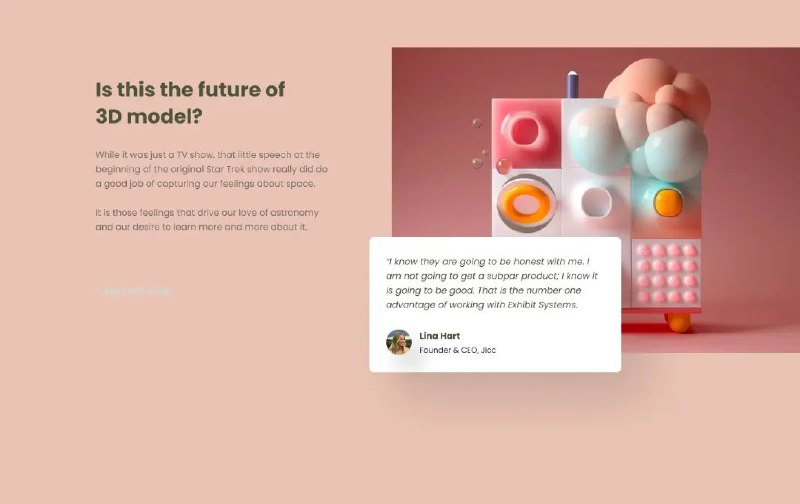 Is this the future of
3D model?
While it was just a TV show, that little speech at the
beginning of the original Star Trek show really did do
a good job of capturing our feelings about space.
It is those feelings that drive our love of astronomy
and our desire to learn more and more about it.
"I know they are going to be honest with me. I
am not going to get a subpar product; I know it
is going to be good. That is the number one
advantage of working with Exhibit Systems.
Lina Hart
Founder & CEO, Jicc